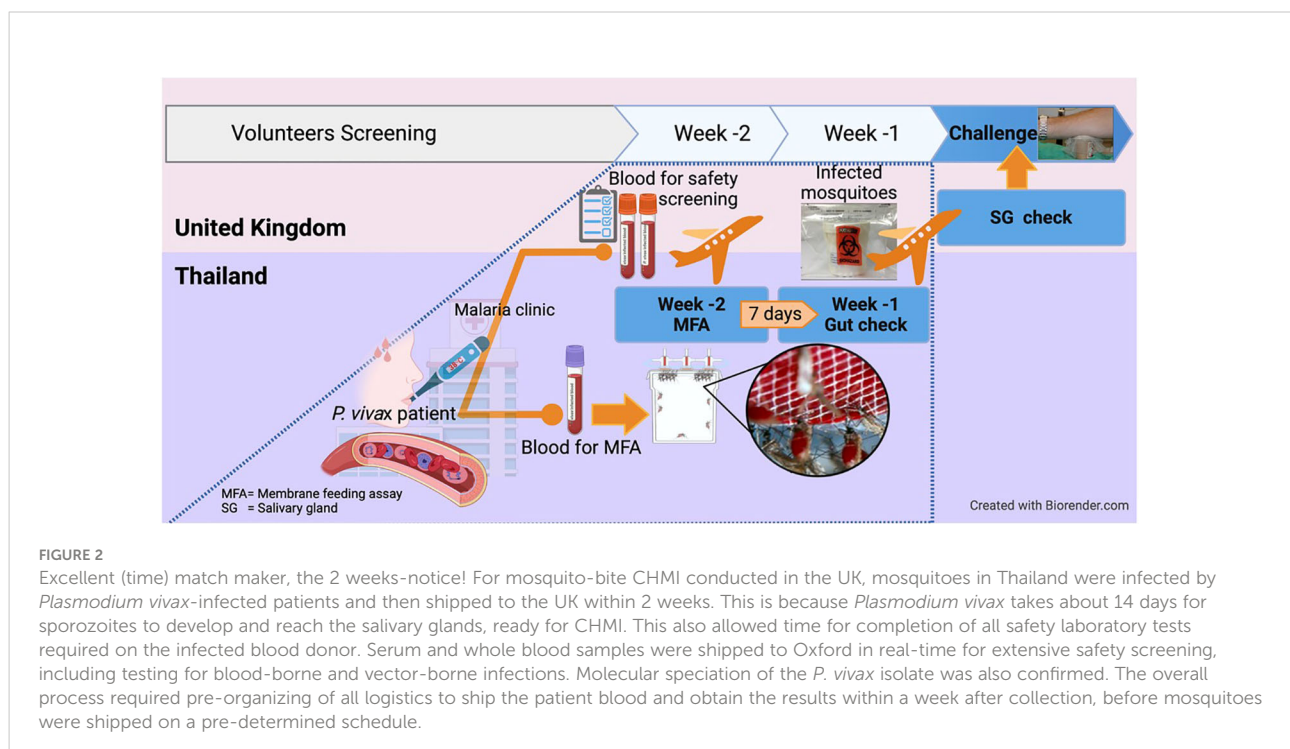 Volunteers Screening
Week -2
Week -1
Challenge
Blood for safety
screening
Infected
mosquitoes
SG check
United Kingdom
Thailand
Malaria clinic
Week -2
MFA
7 days
Week -1
Gut check
P. vivax patient
Blood for MFA
MFA= Membrane feeding assay
SG = Salivary gland
Created with Biorender.com
FIGURE 2
Excellent (time) match maker, the 2 weeks-notice! For mosquito-bite CHMI conducted in the UK, mosquitoes in Thailand were infected by
Plasmodium vivax-infected patients and then shipped to the UK within 2 weeks. This is because Plasmodium vivax takes about 14 days for
sporozoites to develop and reach the salivary glands, ready for CHMI. This also allowed time for completion of all safety laboratory tests
required on the infected blood donor. Serum and whole blood samples were shipped to Oxford in real-time for extensive safety screening,
including testing for blood-borne and vector-borne infections. Molecular speciation of the P. vivax isolate was also confirmed. The overall
process required pre-organizing of all logistics to ship the patient blood and obtain the results within a week after collection, before mosquitoes
were shipped on a pre-determined schedule.